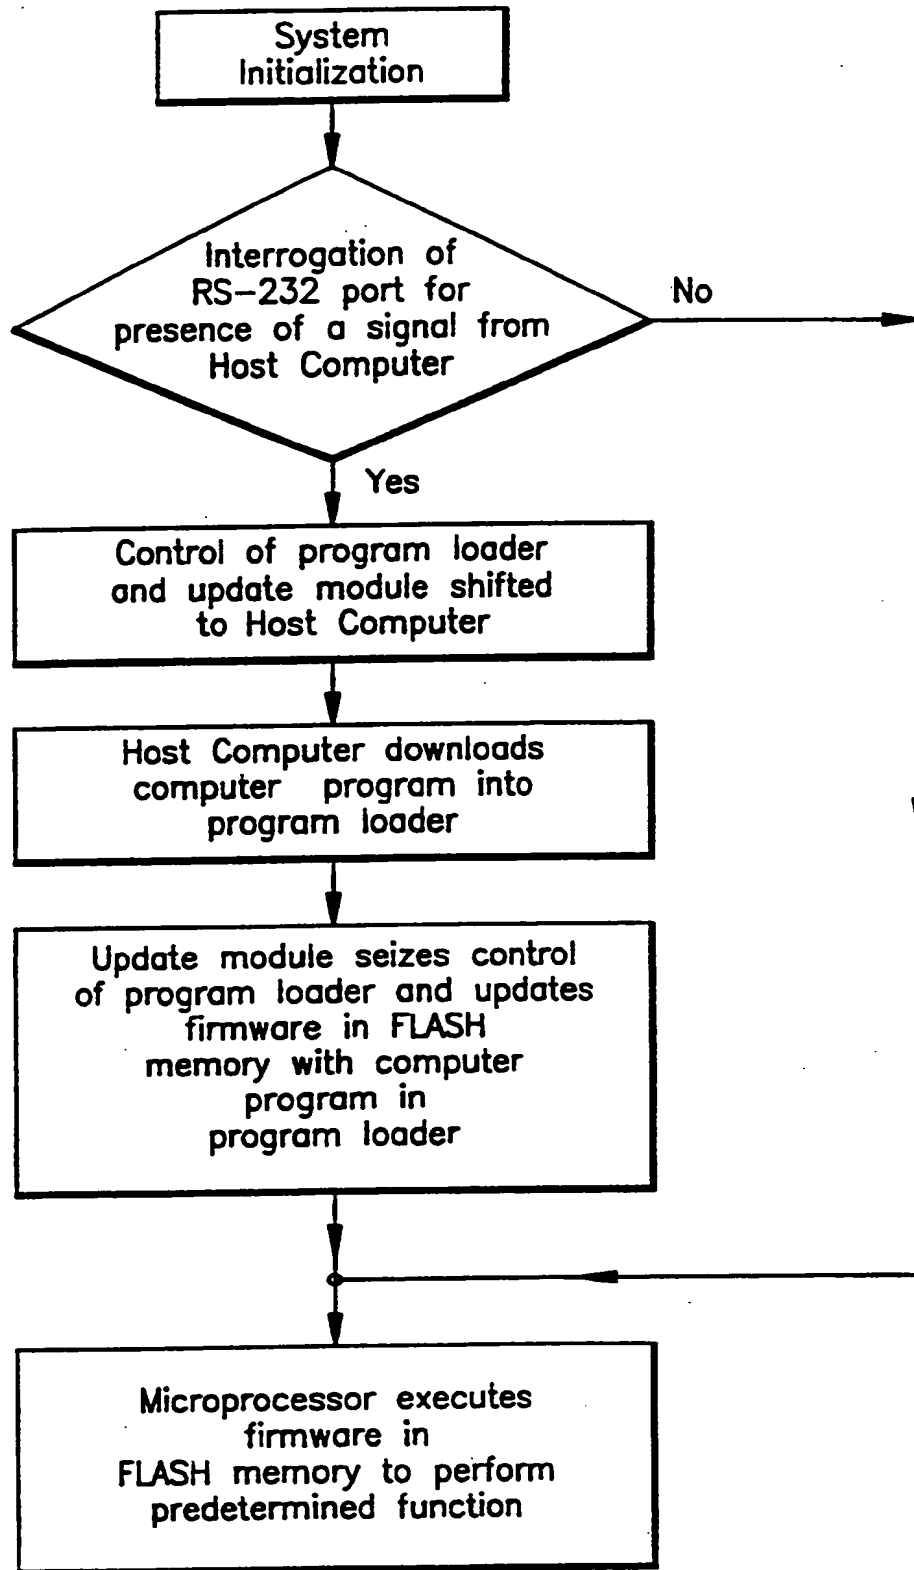 System
Initialization
Interrogation of
RS-232 port for
presence of a signal from
Host Computer
No
Yes
Control of program loader
and update module shifted
to Host Computer
Host Computer downloads
computer program into
program loader
Update module seizes control
of program loader and updates
firmware in FLASH
memory with computer
program in
program loader
Microprocessor executes
firmware in
FLASH memory to perform
predetermined function